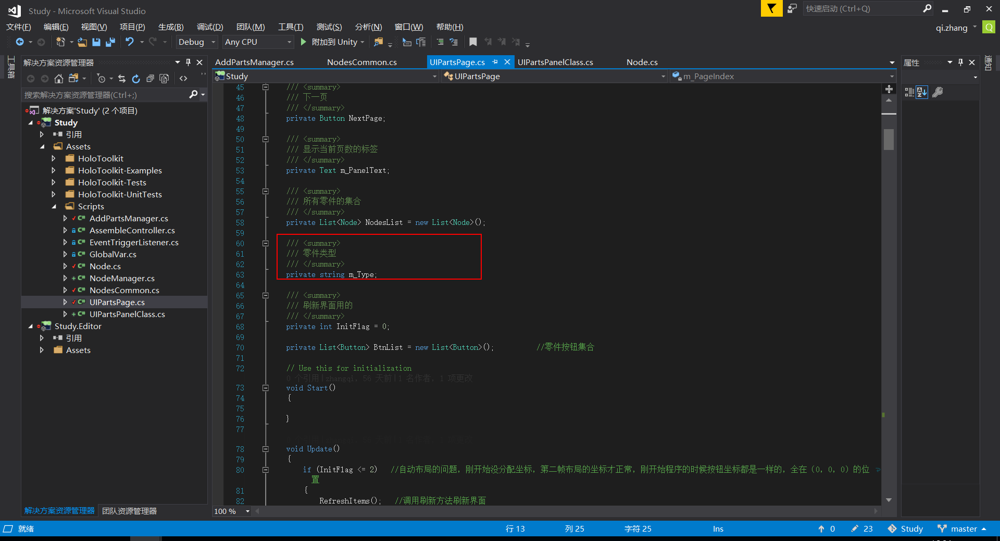 Study - Microsoft Visual Studio
快速启动 (Ctrl+Q)
文件(F) 编辑(E) 视图(V) 项目(P) 生成(B) 调试(D) 团队(M) 工具(T) 测试(S) 分析(N) 窗口(W) 帮助(H)
qi.zhang Q
Debug Any CPU 附加到 Unity
工具箱
解决方案资源管理器
搜索解决方案资源管理器(Ctrl+;)
解决方案'Study' (2 个项目)
Study
引用
Assets
HoloToolkit
HoloToolkit-Examples
HoloToolkit-Tests
HoloToolkit-UnitTests
Scripts
C# AddPartsManager.cs
C# AssembleController.cs
C# EventTriggerListener.cs
C# GlobalVar.cs
C# Node.cs
C# NodeManager.cs
C# NodesCommon.cs
C# UIPartsPage.cs
C# UIPartsPanelClass.cs
Study.Editor
引用
Assets
解决方案资源管理器 团队资源管理器
AddPartsManager.cs NodesCommon.cs UIPartsPage.cs UIPartsPanelClass.cs Node.cs
Study UIPartsPage m_PageIndex
45 /// <summary>
46 /// 下一页
47 /// </summary>
48 private Button NextPage;
49
50 /// <summary>
51 /// 显示当前页数的标签
52 /// </summary>
53 private Text m_PanelText;
54
55 /// <summary>
56 /// 所有零件的集合
57 /// </summary>
58 private List<Node> NodesList = new List<Node>();
59
60 /// <summary>
61 /// 零件类型
62 /// </summary>
63 private string m_Type;
64
65 /// <summary>
66 /// 刷新界面用的
67 /// </summary>
68 private int InitFlag = 0;
69
70 private List<Button> BtnList = new List<Button>(); //零件按钮集合
71
72 // Use this for initialization
0 个引用|zhangqi, 56 天前|1 名作者, 1 项更改
73 void Start()
74 {
75
76 }
77
78 void Update()
79 {
80 if (InitFlag <= 2) //自动布局的问题, 刚开始没分配坐标, 第二帧布局的坐标才正常, 刚开始程序的时候按钮坐标都是一样的, 全在 (0, 0, 0) 的位
置
81 {
82 RefreshItems(); //调用刷新方法刷新界面
100 %
属性
通知
就绪 行 13 列 25 字符 25 Ins 0 23 Study master